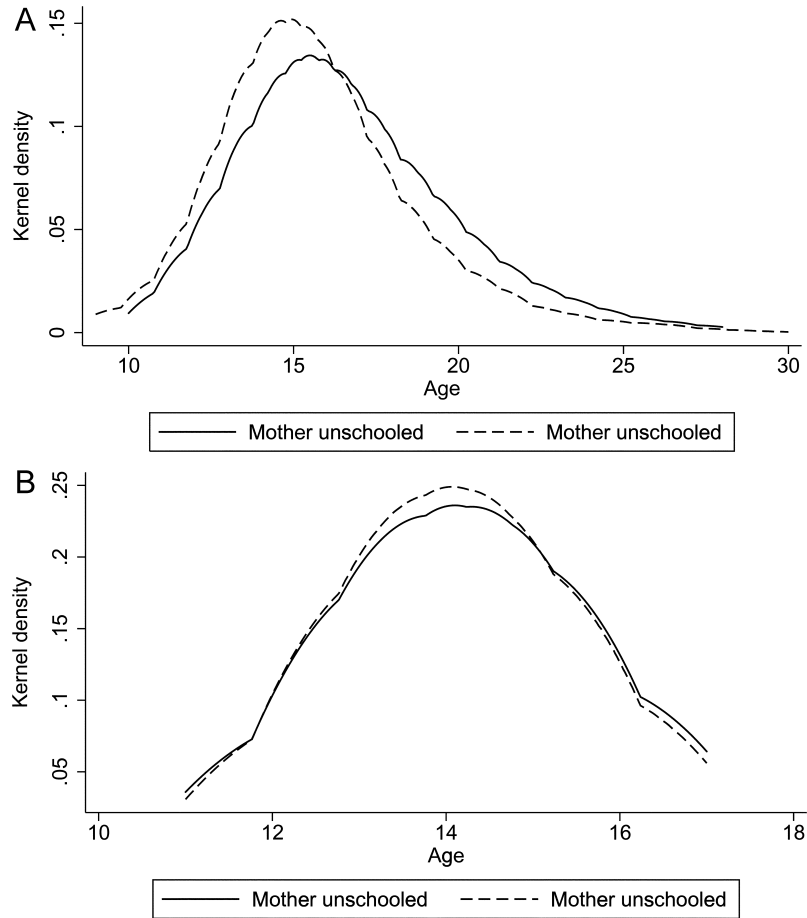 A
Kernel density
.15
.1
.05
0
10 15 20 25 30
Age
Mother unschooled Mother unschooled
B
Kernel density
.25
.2
.15
.1
.05
10 12 14 16 18
Age
Mother unschooled Mother unschooled